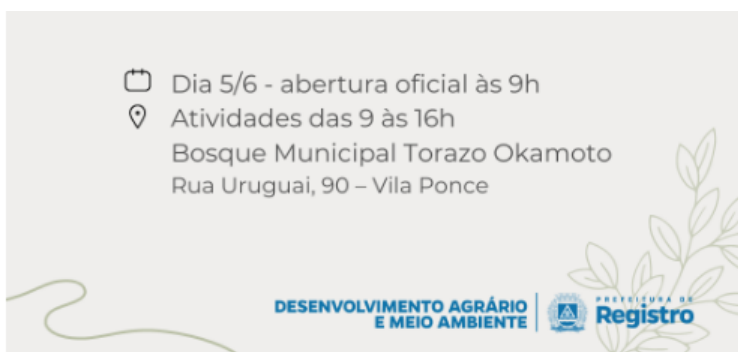 Dia 5/6 - abertura oficial às 9h
Atividades das 9 às 16h
Bosque Municipal Torazo Okamoto
Rua Uruguai, 90 – Vila Ponce
DESENVOLVIMENTO AGRÁRIO
E MEIO AMBIENTE
PREFEITURA DE
Registro